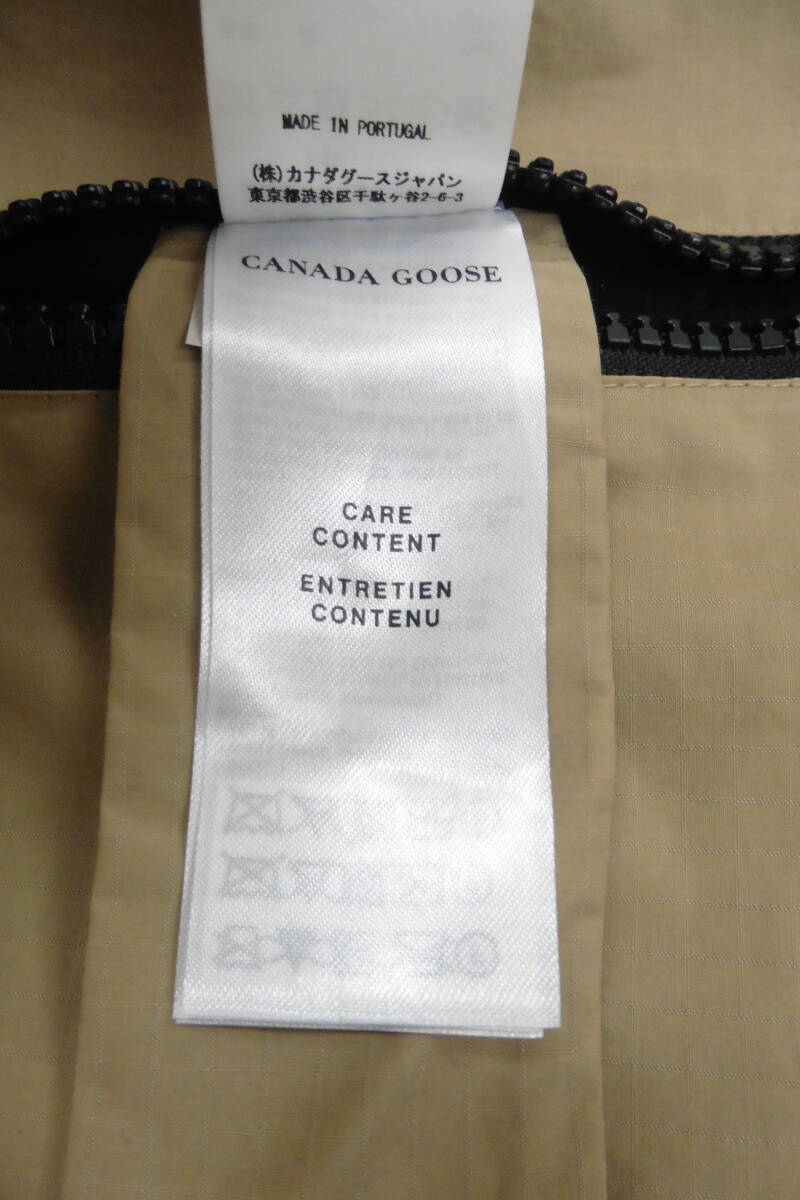 MADE IN PORTUGAL
(株)カナダグースジャパン
東京都渋谷区千駄ヶ谷2-6-3
CANADA GOOSE
CARE
CONTENT
ENTRETIEN
CONTENU